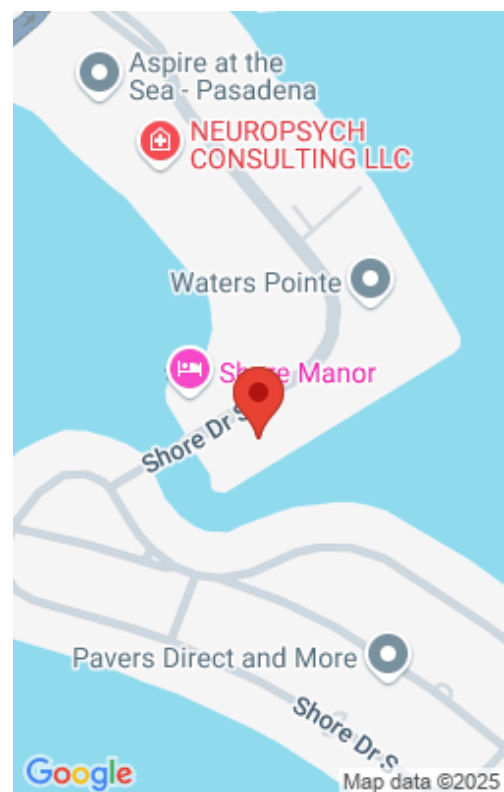 Aspire at the
Sea - Pasadena
NEUROPSYCH
CONSULTING LLC
Waters Pointe
Shore Manor
Shore Dr S
Pavers Direct and More
Shore Dr S
Google
Map data ©2025